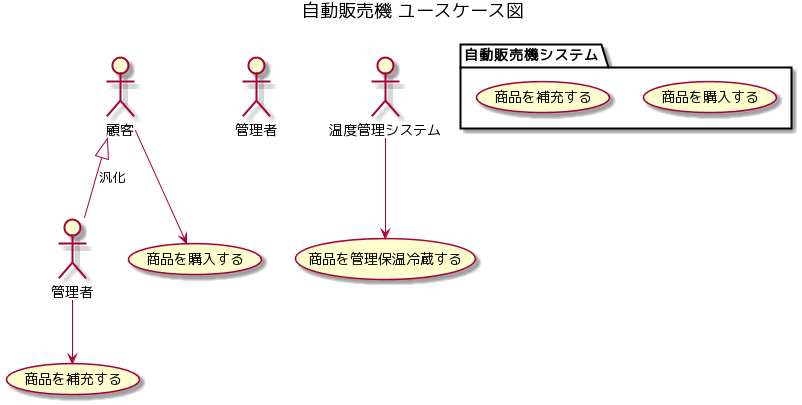 自動販売機 ユースケース図
自動販売機システム
商品を補充する
商品を購入する
顧客
管理者
温度管理システム
汎化
商品を購入する
商品を管理保温冷蔵する
管理者
商品を補充する